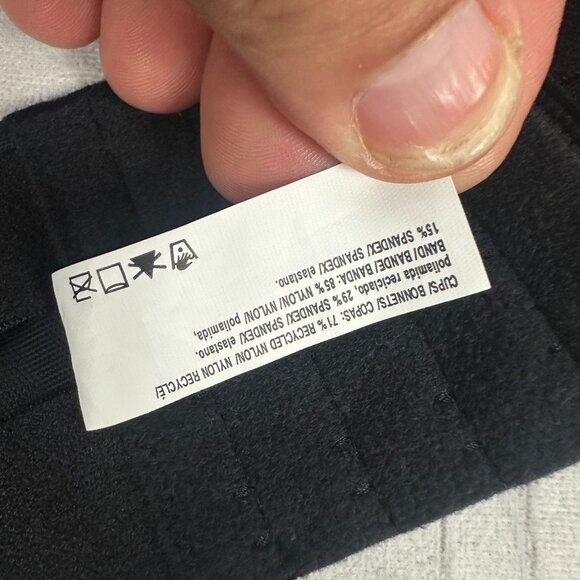 CUPS/ BONNETS/ COPAS: 71% RECYCLED NYLON/ NYLON RECYCLÉ/
poliamida reciclado, 29% SPANDEX/ SPANDEX/ elastano.
BAND/ BANDE/ BANDA: 85% NYLON/ NYLON/ poliamida,
15% SPANDEX/ SPANDEX/ elastano.